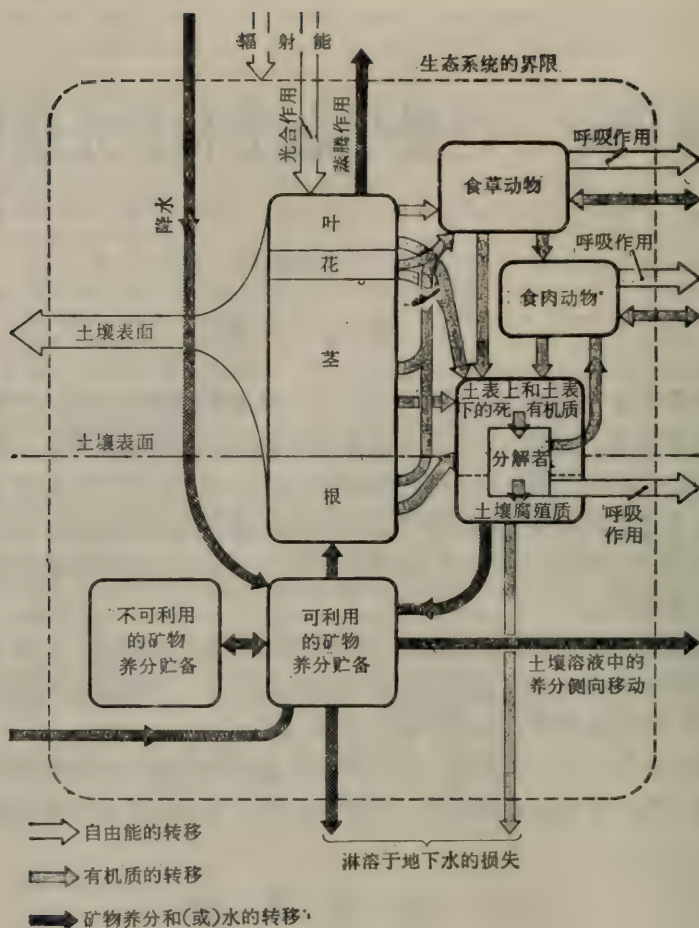 辐射能
生态系统的界限
光合作用
蒸腾作用
降水
呼吸作用
食草动物
叶
花
呼吸作用
食肉动物
土壤表面
茎
土表上和土表
下的死 有机质
土壤表面
分解者
根
土壤腐殖质
呼吸
作用
不可利用
的矿物
养分贮备
可利用
的矿物
养分贮备
土壤溶液中的
养分侧向移动
自由能的转移
淋溶于地下水的损失
有机质的转移
矿物养分和(或)水的转移